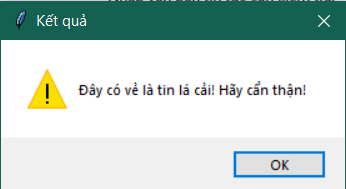 Kết quả
Đây có vẻ là tin lá cải! Hãy cẩn thận!
OK